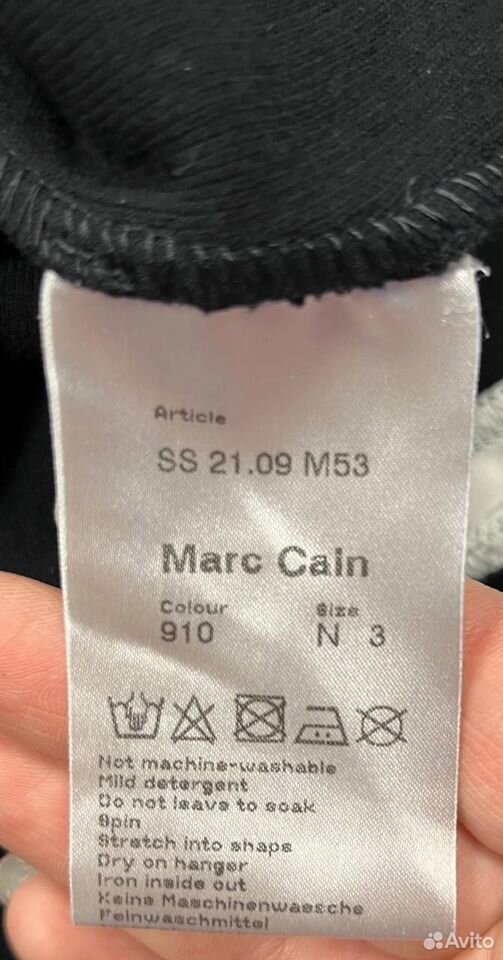 Article
SS 21.09 M53
Marc Cain
Colour Size
910 N 3
Not machine-washable
Mild detergent
Do not leave to soak
Spin
Stretch into shape
Dry on hanger
Iron inside out
Keine Maschinenwaesche
Feinwaschmittel
Avito